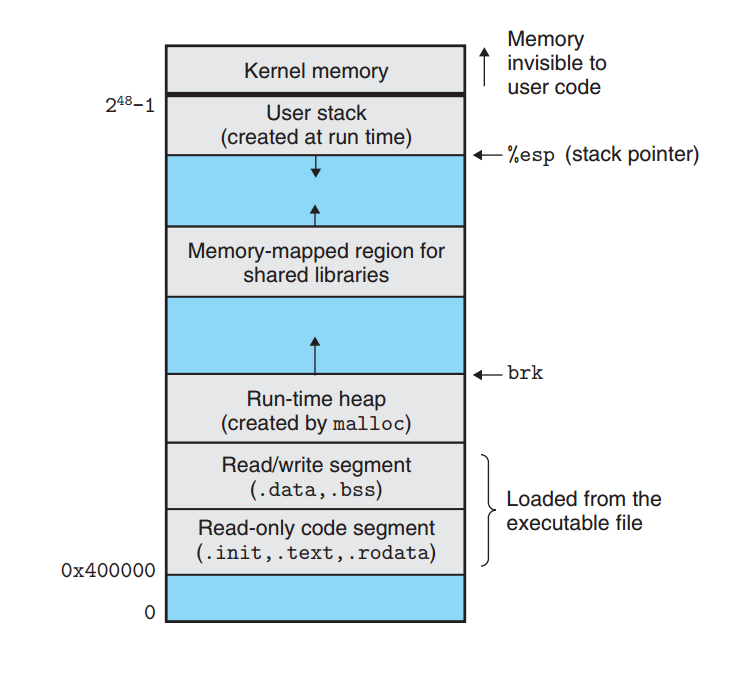 Memory
invisible to
user code
Kernel memory
2⁴⁸−1
User stack
(created at run time)
%esp (stack pointer)
Memory-mapped region for
shared libraries
brk
Run-time heap
(created by malloc)
Read/write segment
(.data,.bss)
Loaded from the
executable file
Read-only code segment
(.init,.text,.rodata)
0x400000
0